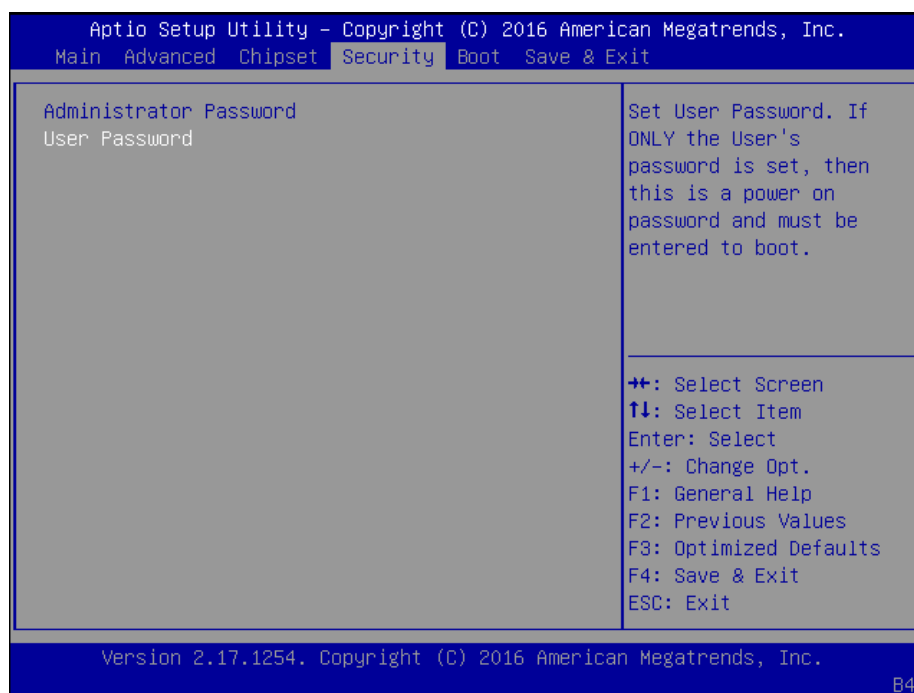 Aptio Setup Utility – Copyright (C) 2016 American Megatrends, Inc.
Main Advanced Chipset Security Boot Save & Exit
Administrator Password
User Password
Set User Password. If
ONLY the User's
password is set, then
this is a power on
password and must be
entered to boot.
→←: Select Screen
↑↓: Select Item
Enter: Select
+/-: Change Opt.
F1: General Help
F2: Previous Values
F3: Optimized Defaults
F4: Save & Exit
ESC: Exit
Version 2.17.1254. Copyright (C) 2016 American Megatrends, Inc.
B4